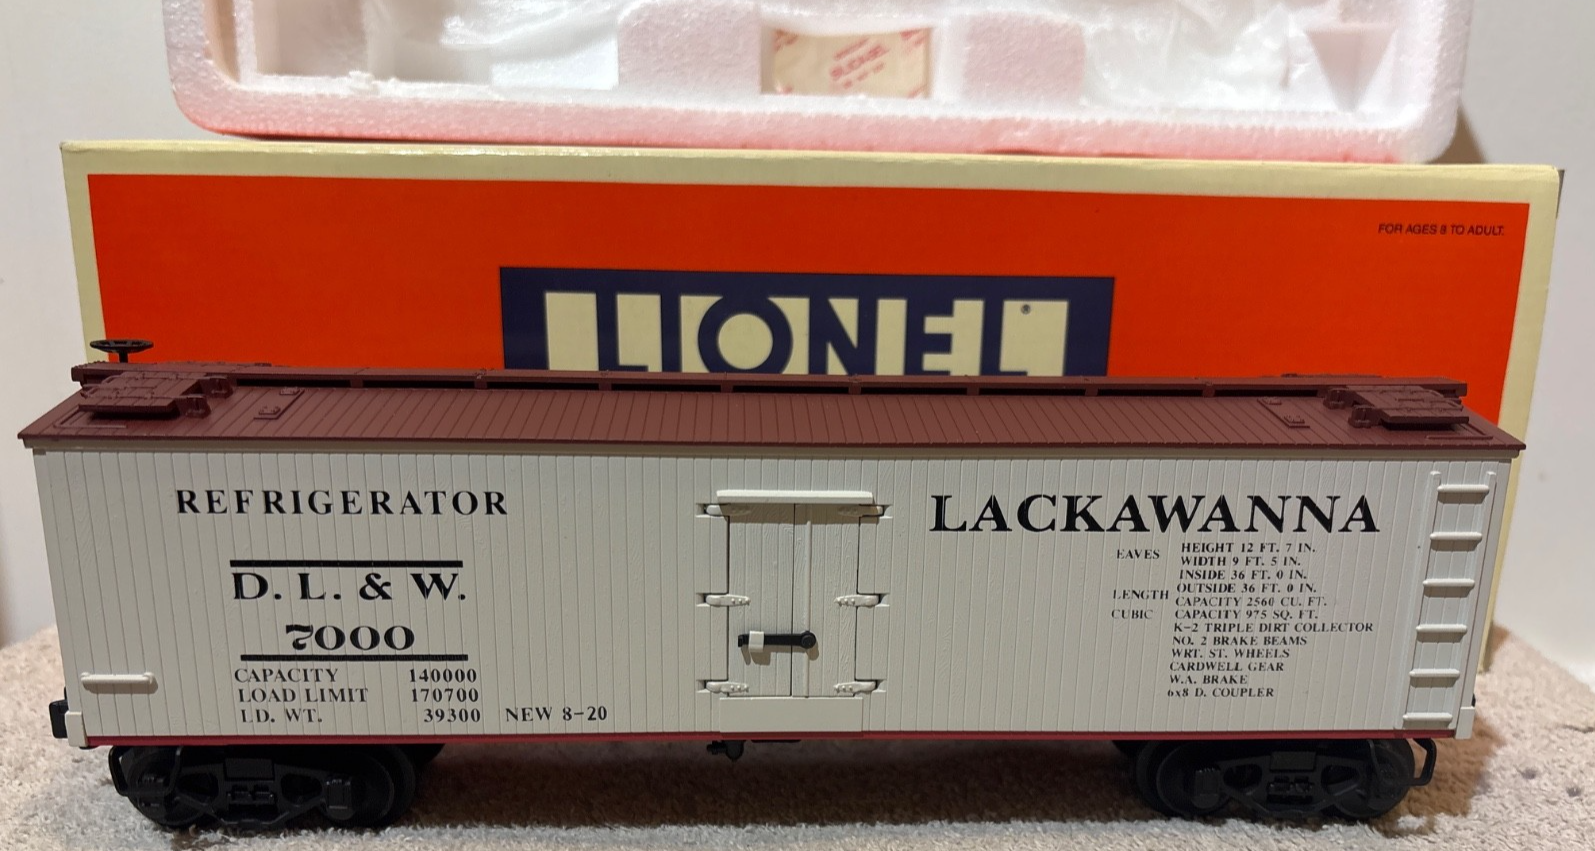 FOR AGES 8 TO ADULT.
LIONEL®
REFRIGERATOR
D. L. & W.
7000
CAPACITY 140000
LOAD LIMIT 170700
LD. WT. 39300 NEW 8-20
LACKAWANNA
EAVES HEIGHT 12 FT. 7 IN.
WIDTH 9 FT. 5 IN.
INSIDE 36 FT. 0 IN.
LENGTH OUTSIDE 36 FT. 0 IN.
CUBIC CAPACITY 2560 CU. FT.
CAPACITY 975 SQ. FT.
K-2 TRIPLE DIRT COLLECTOR
NO. 2 BRAKE BEAMS
WRT. ST. WHEELS
CARDWELL GEAR
W.A. BRAKE
6x8 D. COUPLER